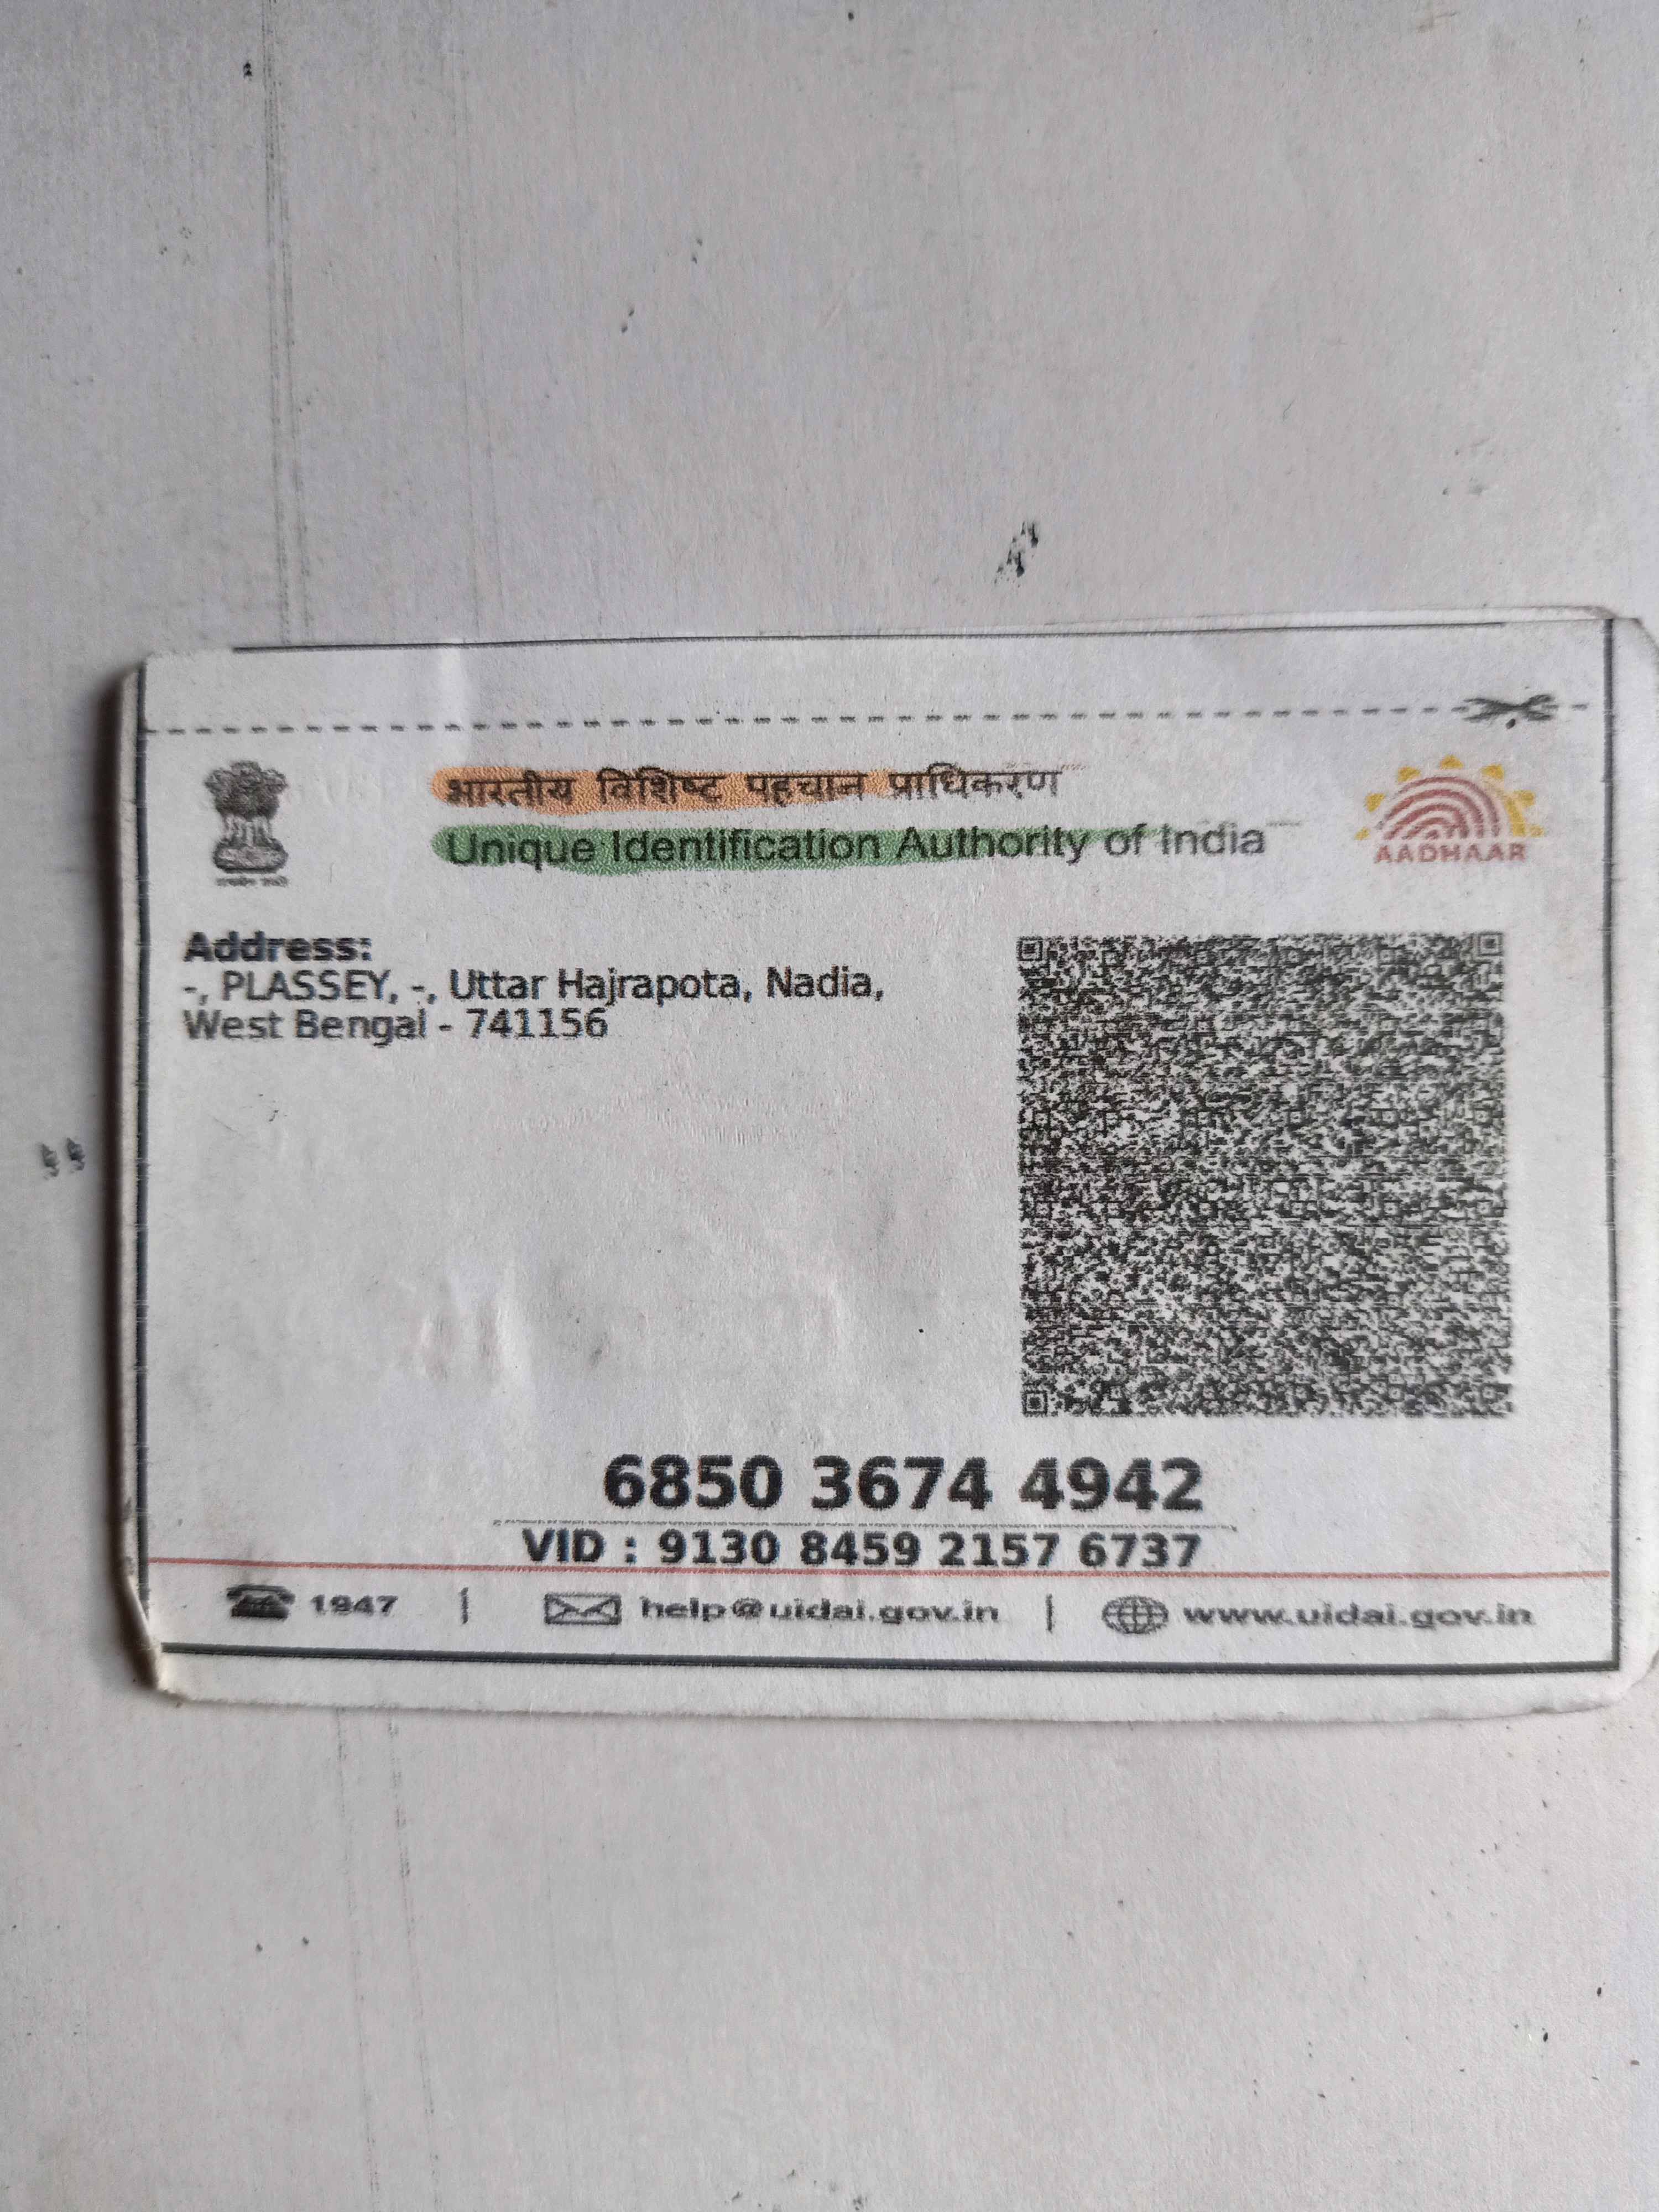 भारतीय विशिष्ट पहचान प्राधिकरण
Unique Identification Authority of India
AADHAAR
Address:
-, PLASSEY, -, Uttar Hajrapota, Nadia,
West Bengal - 741156
6850 3674 4942
VID : 9130 8459 2157 6737
1947 | help@uidai.gov.in | www.uidai.gov.in